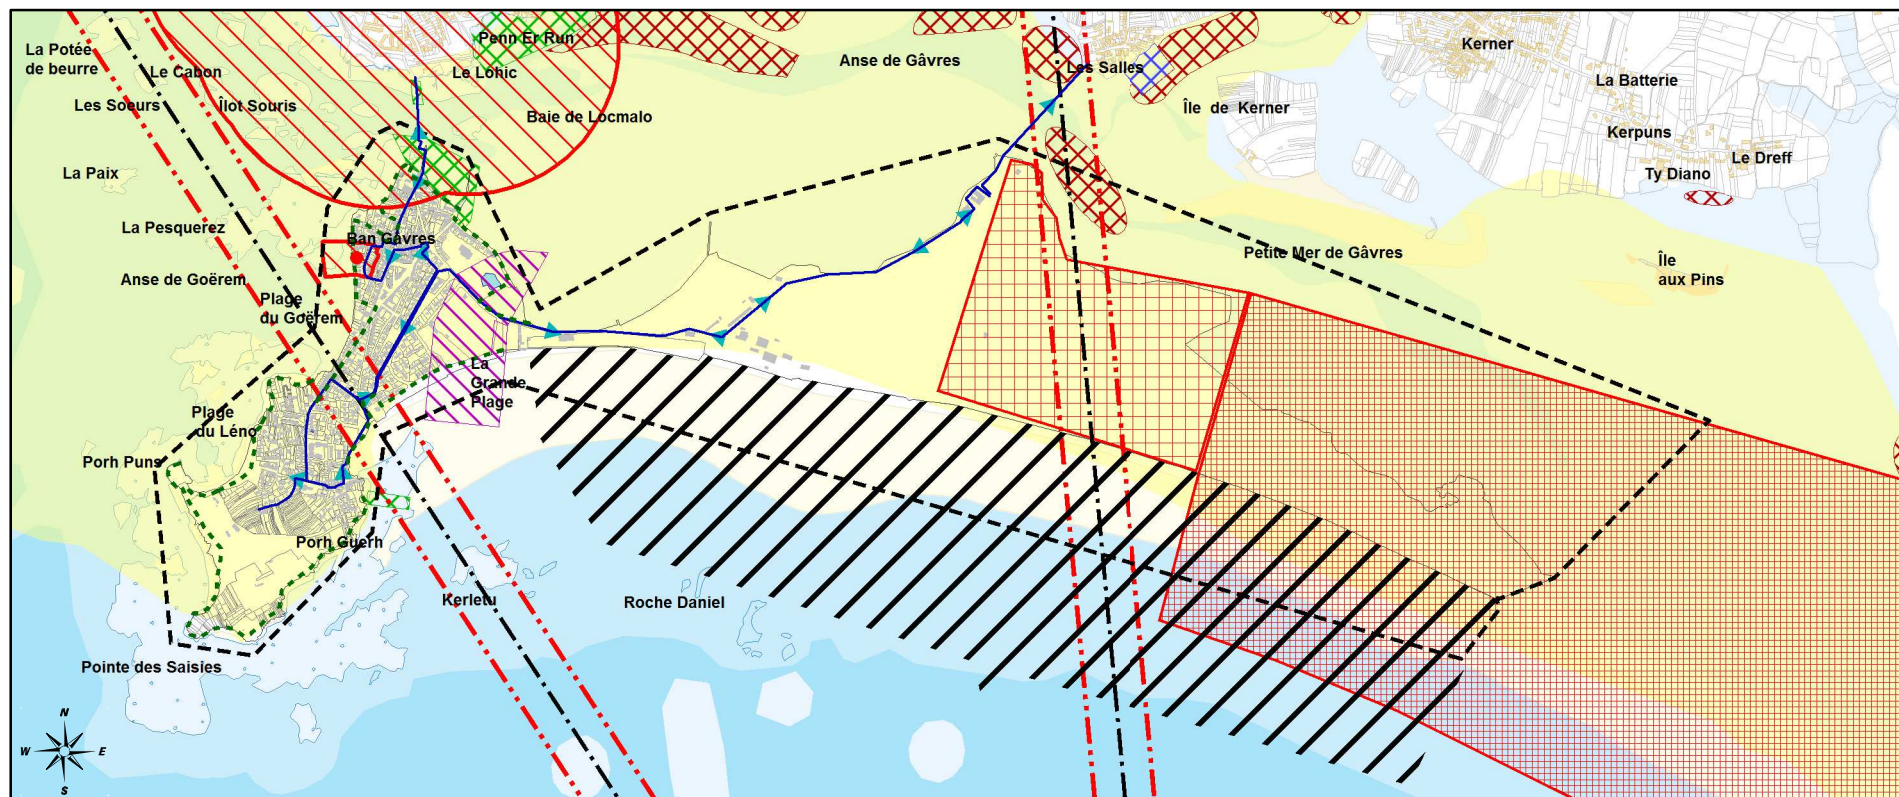 La Potée
de beurre
Le Cabon
Les Soeurs
Îlot Souris
Penn Er Run
Le Lohic
Baie de Locmalo
Anse de Gâvres
Les Salles
Kerner
La Batterie
Île de Kerner
Kerpuns
Le Dreff
Ty Diano
La Paix
La Pesquerez
Ban Gâvres
Anse de Goërem
Plage
du Goërem
Petite Mer de Gâvres
Île
aux Pins
La
Grande
Plage
Plage
du Léno
Porh Puns
Porh Guerh
Kerletu
Roche Daniel
Pointe des Saisies
N
W
E
S